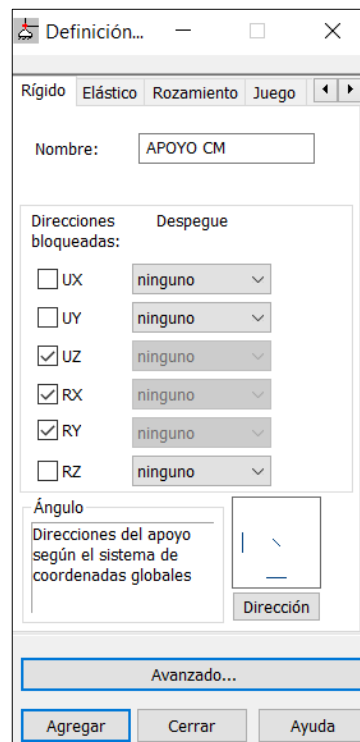 Definición...
Rígido Elástico Rozamiento Juego
Nombre: APOYO CM
Direcciones bloqueadas: Despegue
UX ninguno
UY ninguno
UZ ninguno
RX ninguno
RY ninguno
RZ ninguno
Ángulo
Direcciones del apoyo
según el sistema de
coordenadas globales
Dirección
Avanzado...
Agregar Cerrar Ayuda